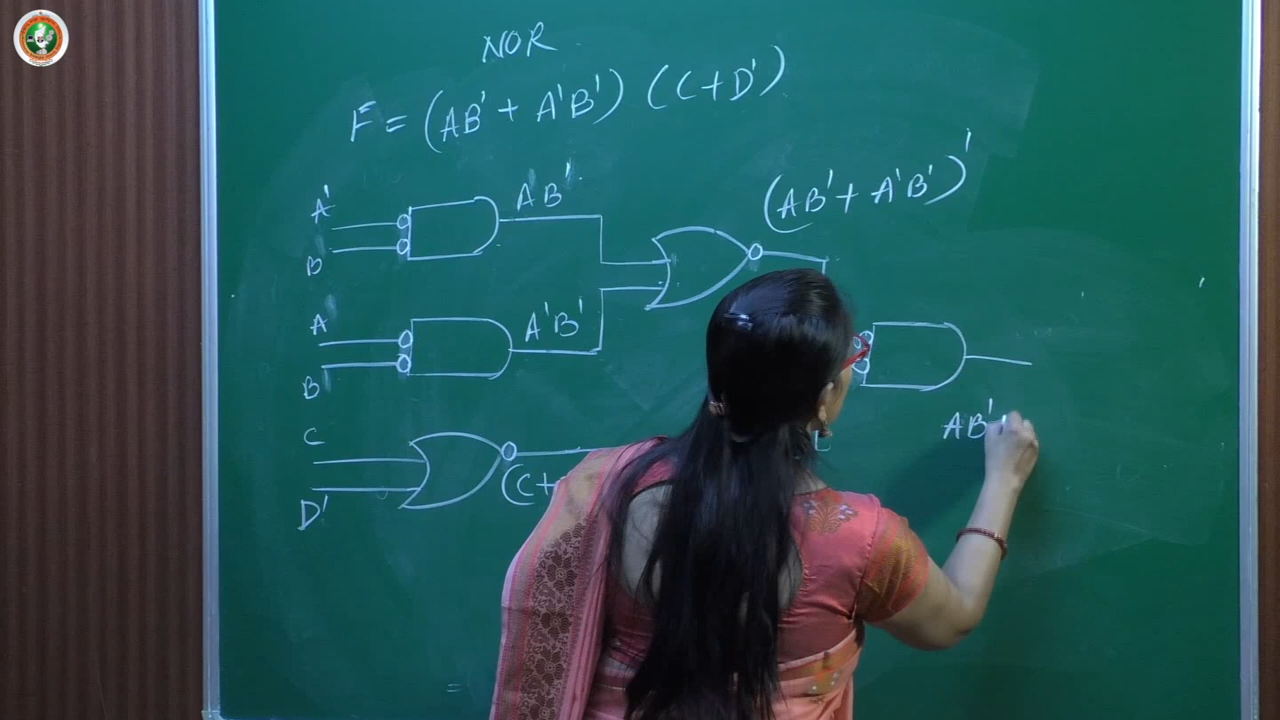 NOR
F = (AB' + A'B') (C+D')
(AB' + A'B')'
A'
AB'
B
A
A'B'
B
AB'
C
(C+
D'